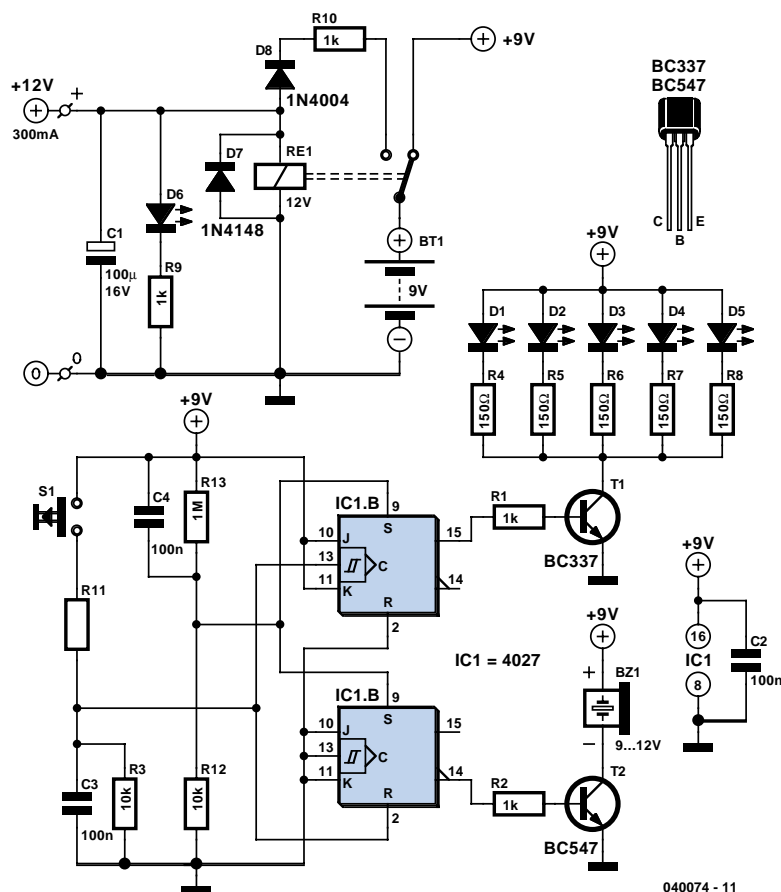 R10
1k
+9V
D8
1N4004
+12V
+
300mA
BC337
BC547
C B E
RE1
12V
D7
1N4148
D6
C1
100µ
16V
R9
1k
BT1
9V
0
0
+9V
D1 D2 D3 D4 D5
R4 R5 R6 R7 R8
150Ω 150Ω 150Ω 150Ω 150Ω
+9V
S1
C4
100n
R13
1M
R11
IC1.B
9
S
10 J
13 C
11 K
R
2
15
14
R1
1k
T1
BC337
IC1 = 4027
IC1.B
9
S
10 J
13 C
11 K
R
2
15
14
R2
1k
T2
BC547
+9V
+
BZ1
–
9...12V
+9V
16
IC1
8
C2
100n
C3
100n
R3
10k
R12
10k
040074 - 11